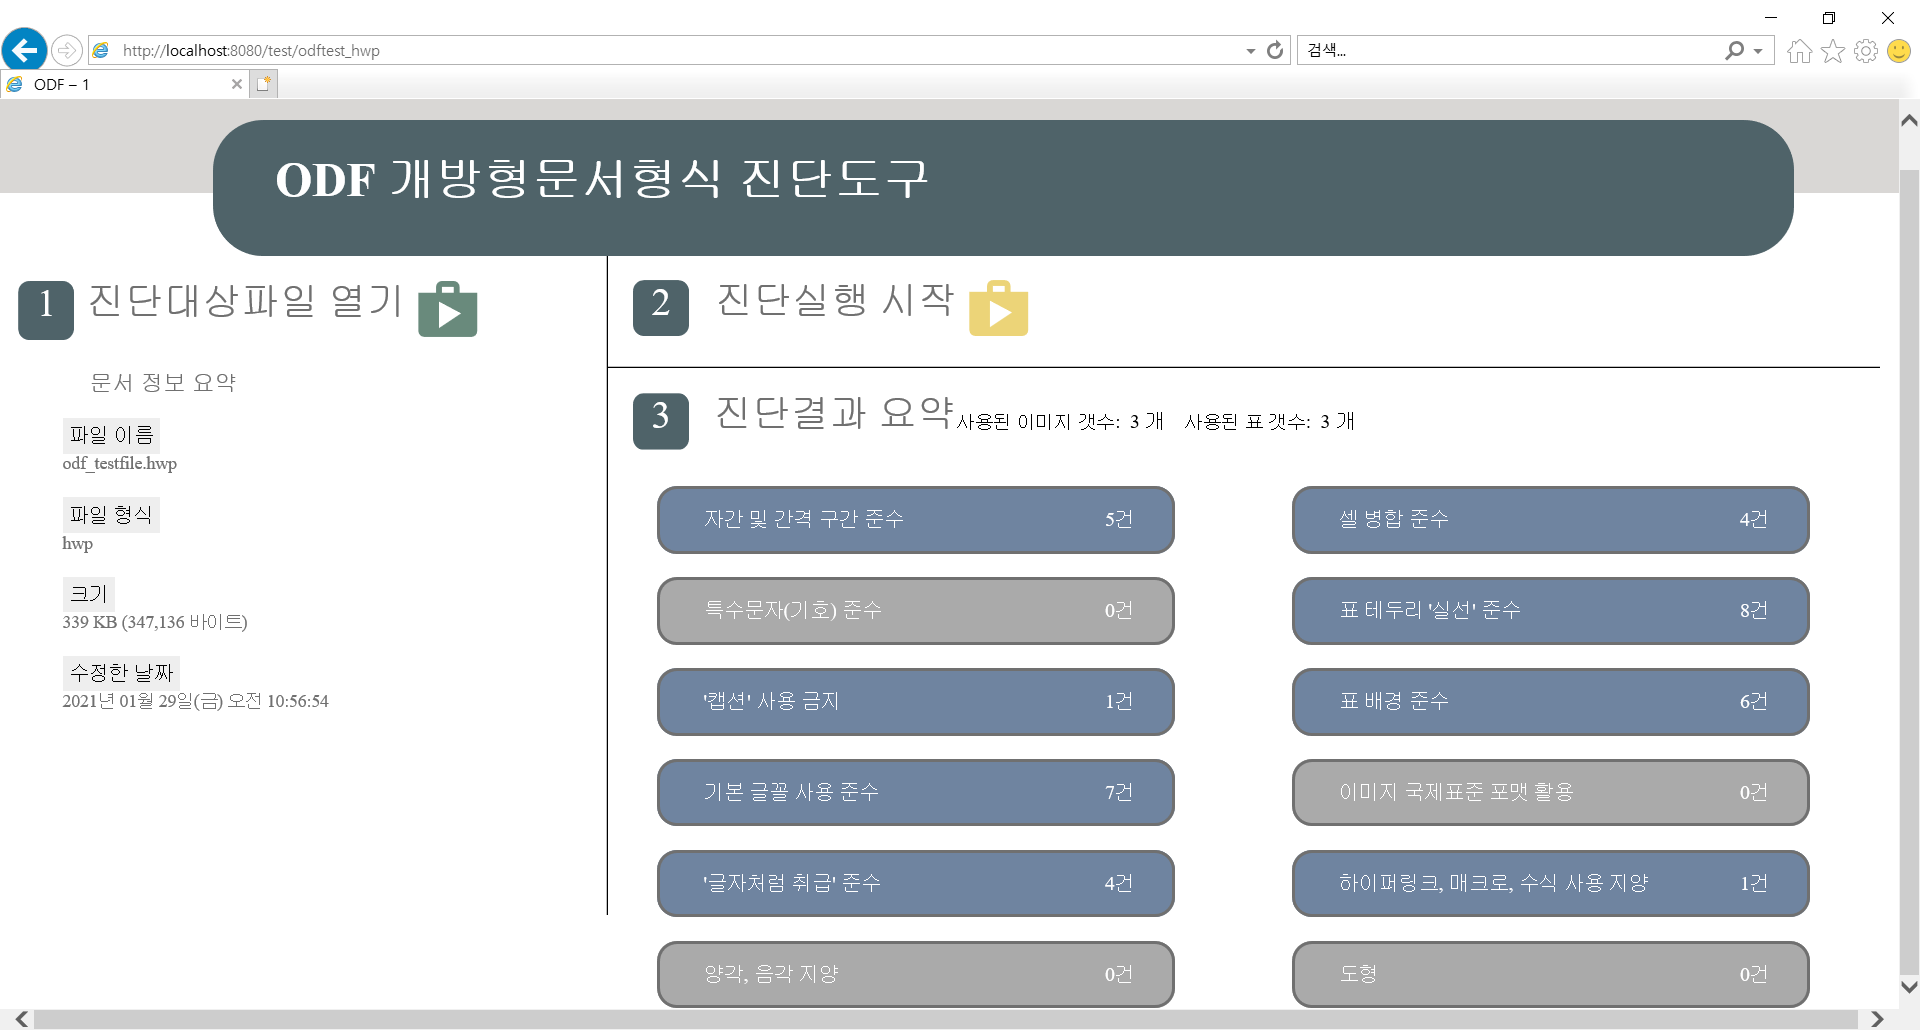 http://localhost:8080/test/odftest_hwp
검색...
ODF – 1
ODF 개방형문서형식 진단도구
1 진단대상파일 열기
문서 정보 요약
파일 이름
odf_testfile.hwp
파일 형식
hwp
크기
339 KB (347,136 바이트)
수정한 날짜
2021년 01월 29일(금) 오전 10:56:54
2 진단실행 시작
3 진단결과 요약 사용된 이미지 갯수: 3 개 사용된 표 갯수: 3 개
자간 및 간격 구간 준수 5건
셀 병합 준수 4건
특수문자(기호) 준수 0건
표 테두리 '실선' 준수 8건
'캡션' 사용 금지 1건
표 배경 준수 6건
기본 글꼴 사용 준수 7건
이미지 국제표준 포맷 활용 0건
'글자처럼 취급' 준수 4건
하이퍼링크, 매크로, 수식 사용 지양 1건
양각, 음각 지양 0건
도형 0건